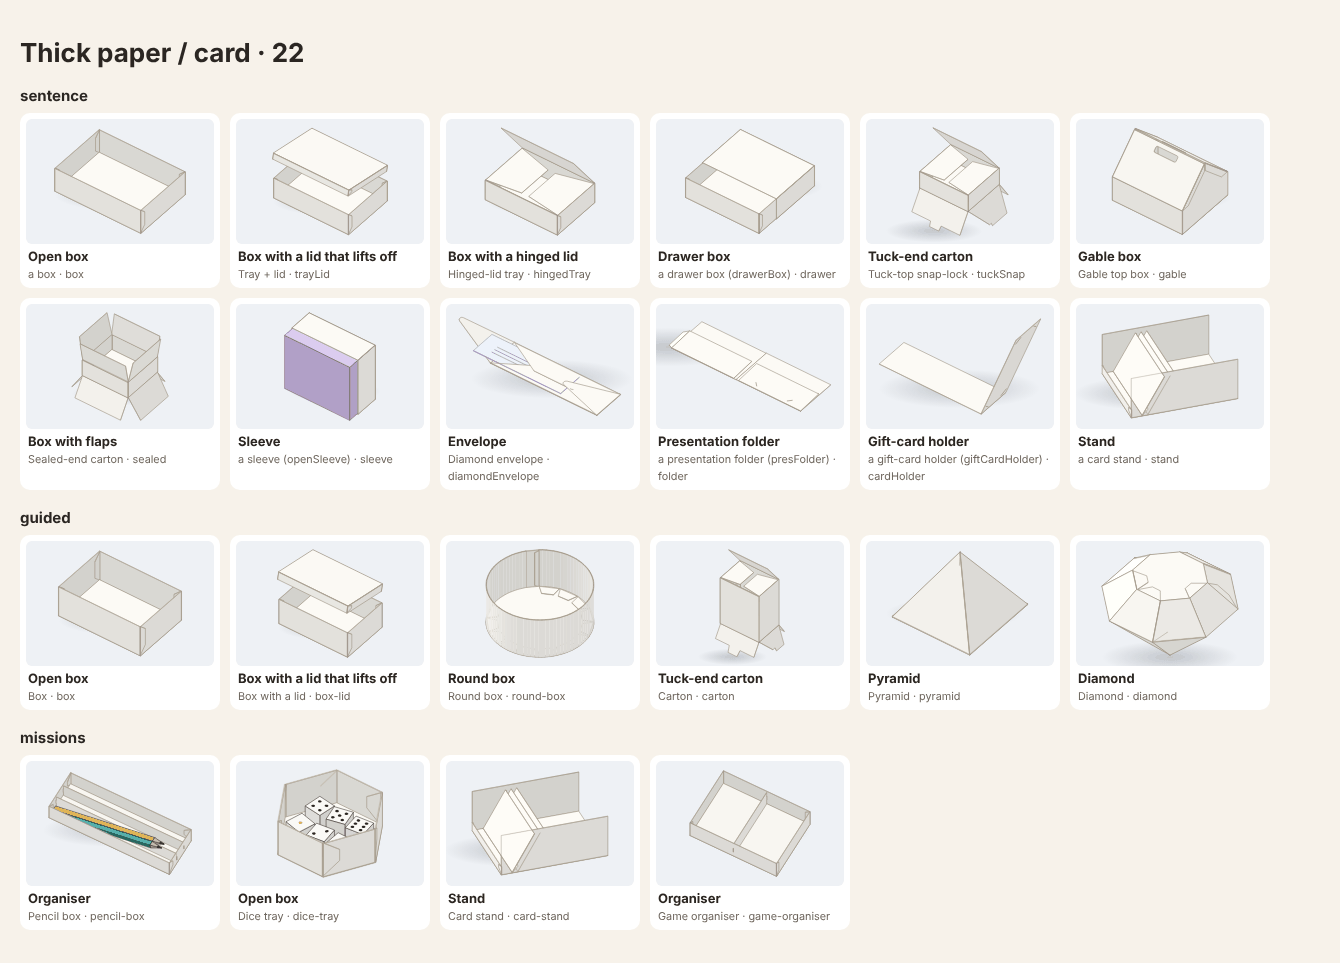 Thick paper / card · 22
sentence
Open box
a box · box
Box with a lid that lifts off
Tray + lid · trayLid
Box with a hinged lid
Hinged-lid tray · hingedTray
Drawer box
a drawer box (drawerBox) · drawer
Tuck-end carton
Tuck-top snap-lock · tuckSnap
Gable box
Gable top box · gable
Box with flaps
Sealed-end carton · sealed
Sleeve
a sleeve (openSleeve) · sleeve
Envelope
Diamond envelope ·
diamondEnvelope
Presentation folder
a presentation folder (presFolder) ·
folder
Gift-card holder
a gift-card holder (giftCardHolder) ·
cardHolder
Stand
a card stand · stand
guided
Open box
Box · box
Box with a lid that lifts off
Box with a lid · box-lid
Round box
Round box · round-box
Tuck-end carton
Carton · carton
Pyramid
Pyramid · pyramid
Diamond
Diamond · diamond
missions
Organiser
Pencil box · pencil-box
Open box
Dice tray · dice-tray
Stand
Card stand · card-stand
Organiser
Game organiser · game-organiser